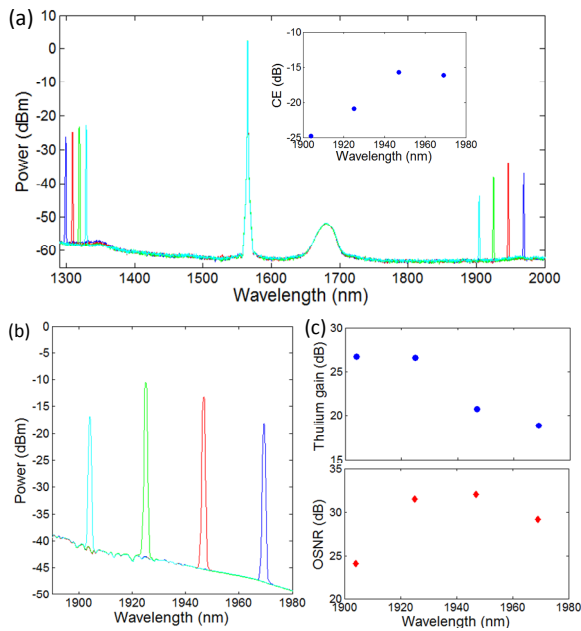 (a)
10
0
-10
-20
-30
-40
-50
-60
Power (dBm)
1300 1400 1500 1600 1700 1800 1900 2000
Wavelength (nm)
-10
-15
-20
-25
CE (dB)
1900 1920 1940 1960 1980
Wavelength (nm)
(b)
0
-5
-10
-15
-20
-25
-30
-35
-40
-45
-50
Power (dBm)
1900 1920 1940 1960 1980
Wavelength (nm)
(c)
30
25
20
15
Thulium gain (dB)
35
30
25
20
OSNR (dB)
1900 1920 1940 1960 1980
Wavelength (nm)